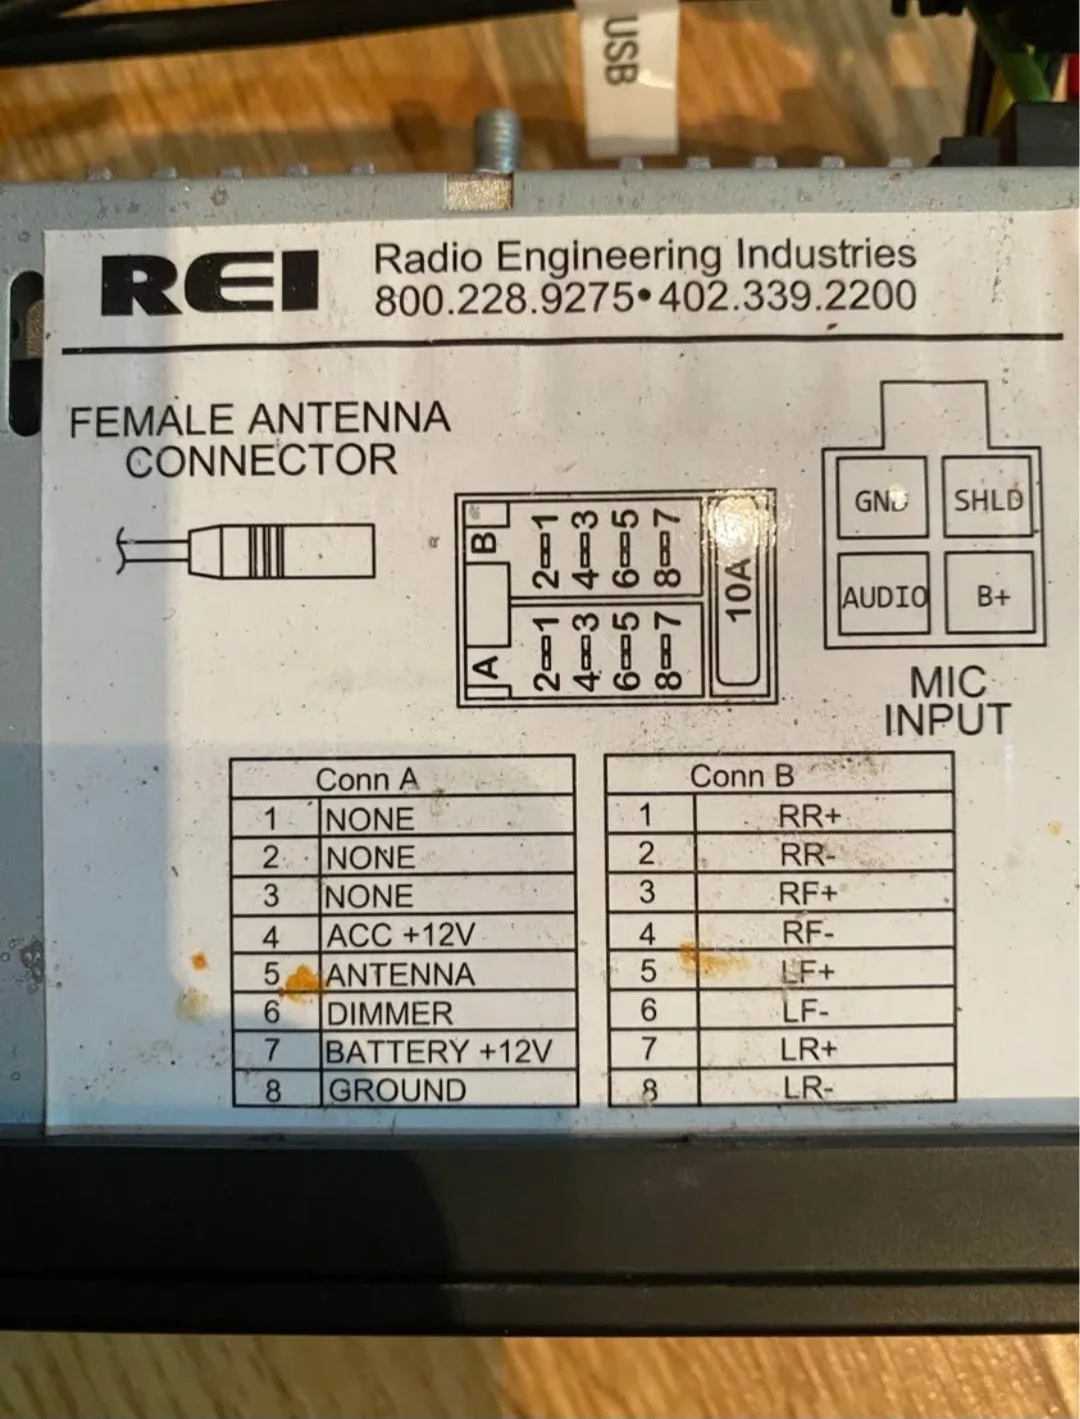 USB
REI
Radio Engineering Industries
800.228.9275•402.339.2200
FEMALE ANTENNA
CONNECTOR
B
2 1
4 3
6 5
8 7
A
2 1
4 3
6 5
8 7
10A
GND SHLD
AUDIO B+
MIC
INPUT
Conn A
1 NONE
2 NONE
3 NONE
4 ACC +12V
5 ANTENNA
6 DIMMER
7 BATTERY +12V
8 GROUND
Conn B
1 RR+
2 RR-
3 RF+
4 RF-
5 LF+
6 LF-
7 LR+
8 LR-